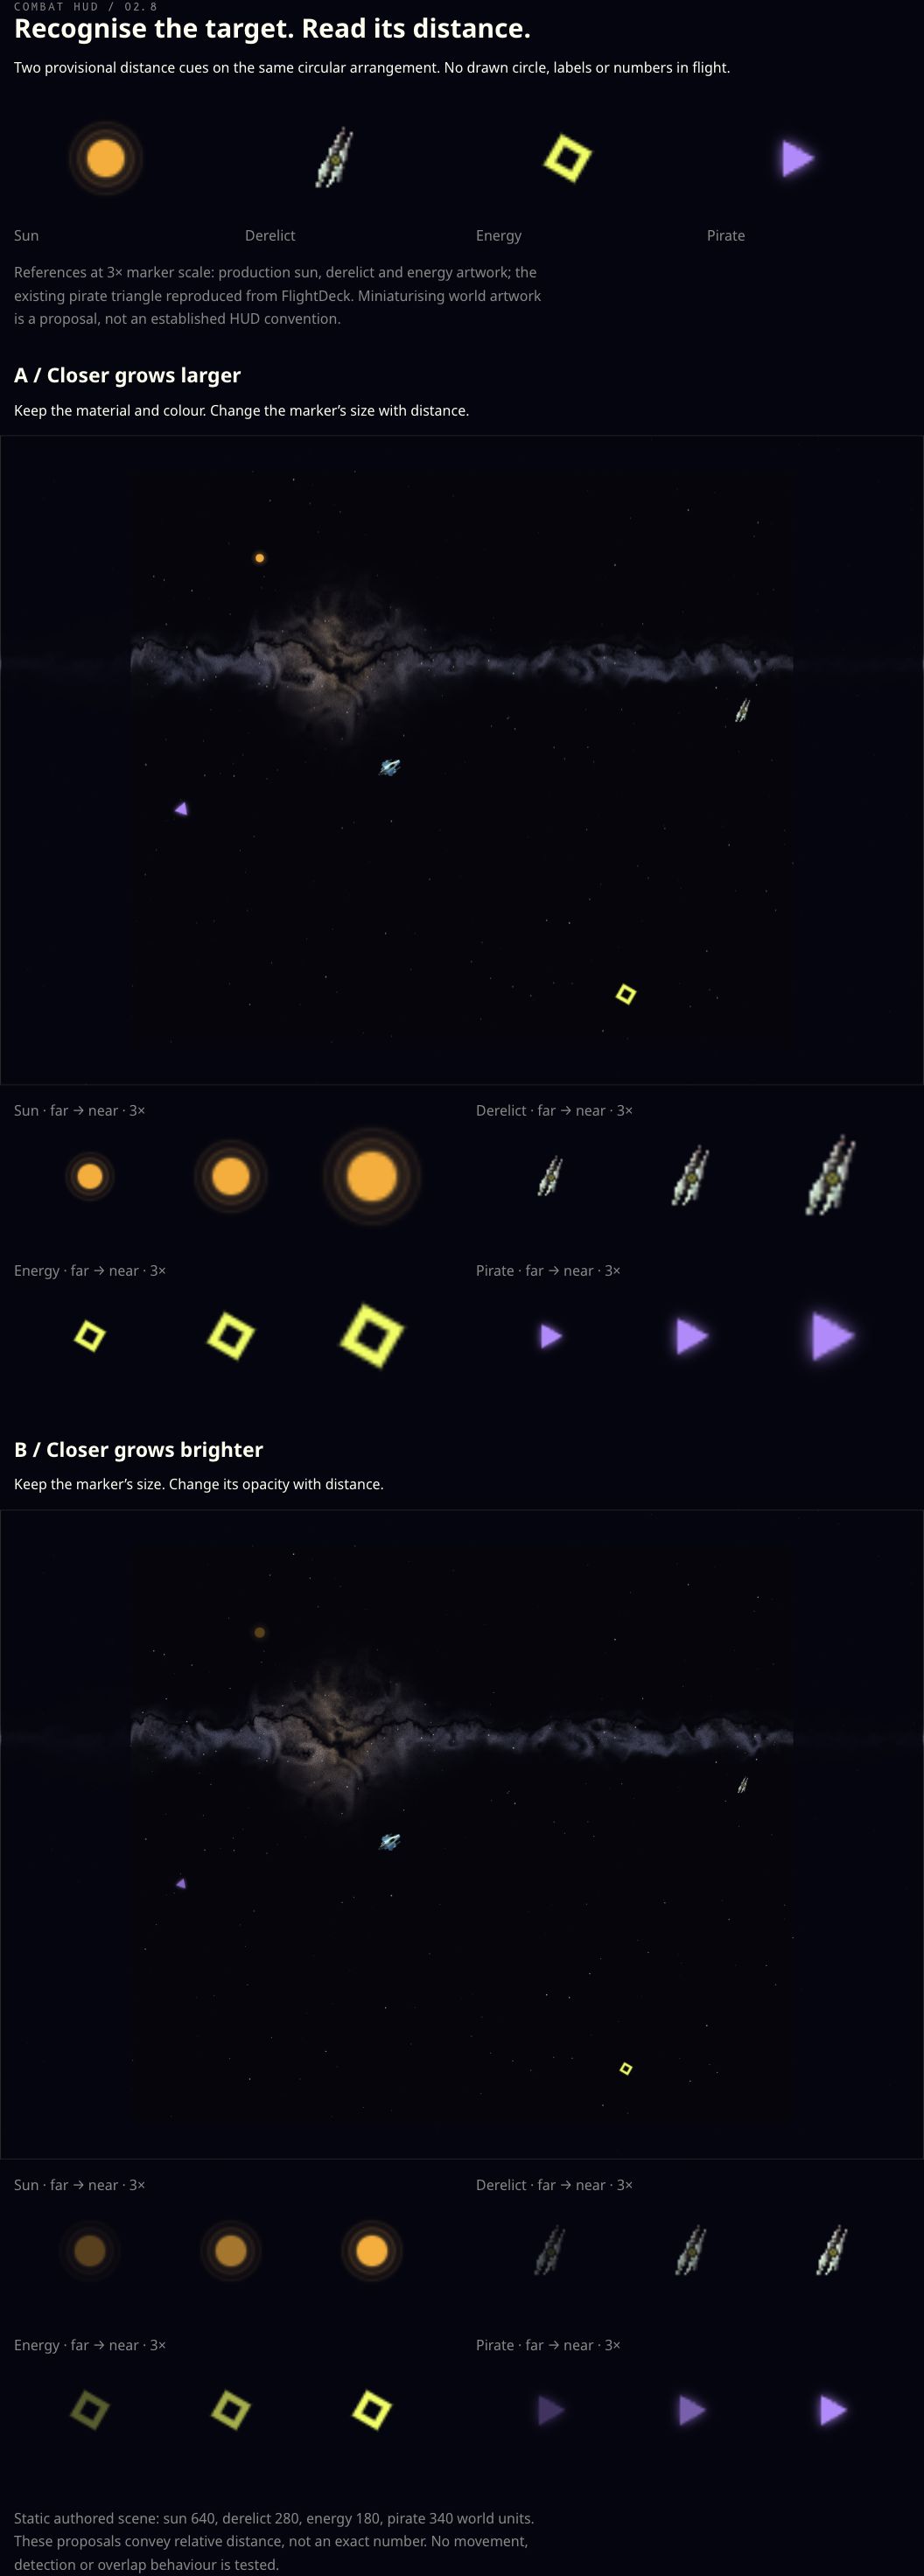 COMBAT HUD / 02.8
Recognise the target. Read its distance.
Two provisional distance cues on the same circular arrangement. No drawn circle, labels or numbers in flight.
Sun
Derelict
Energy
Pirate
References at 3× marker scale: production sun, derelict and energy artwork; the
existing pirate triangle reproduced from FlightDeck. Miniaturising world artwork
is a proposal, not an established HUD convention.
A / Closer grows larger
Keep the material and colour. Change the marker’s size with distance.
Sun · far → near · 3×
Derelict · far → near · 3×
Energy · far → near · 3×
Pirate · far → near · 3×
B / Closer grows brighter
Keep the marker’s size. Change its opacity with distance.
Sun · far → near · 3×
Derelict · far → near · 3×
Energy · far → near · 3×
Pirate · far → near · 3×
Static authored scene: sun 640, derelict 280, energy 180, pirate 340 world units.
These proposals convey relative distance, not an exact number. No movement,
detection or overlap behaviour is tested.